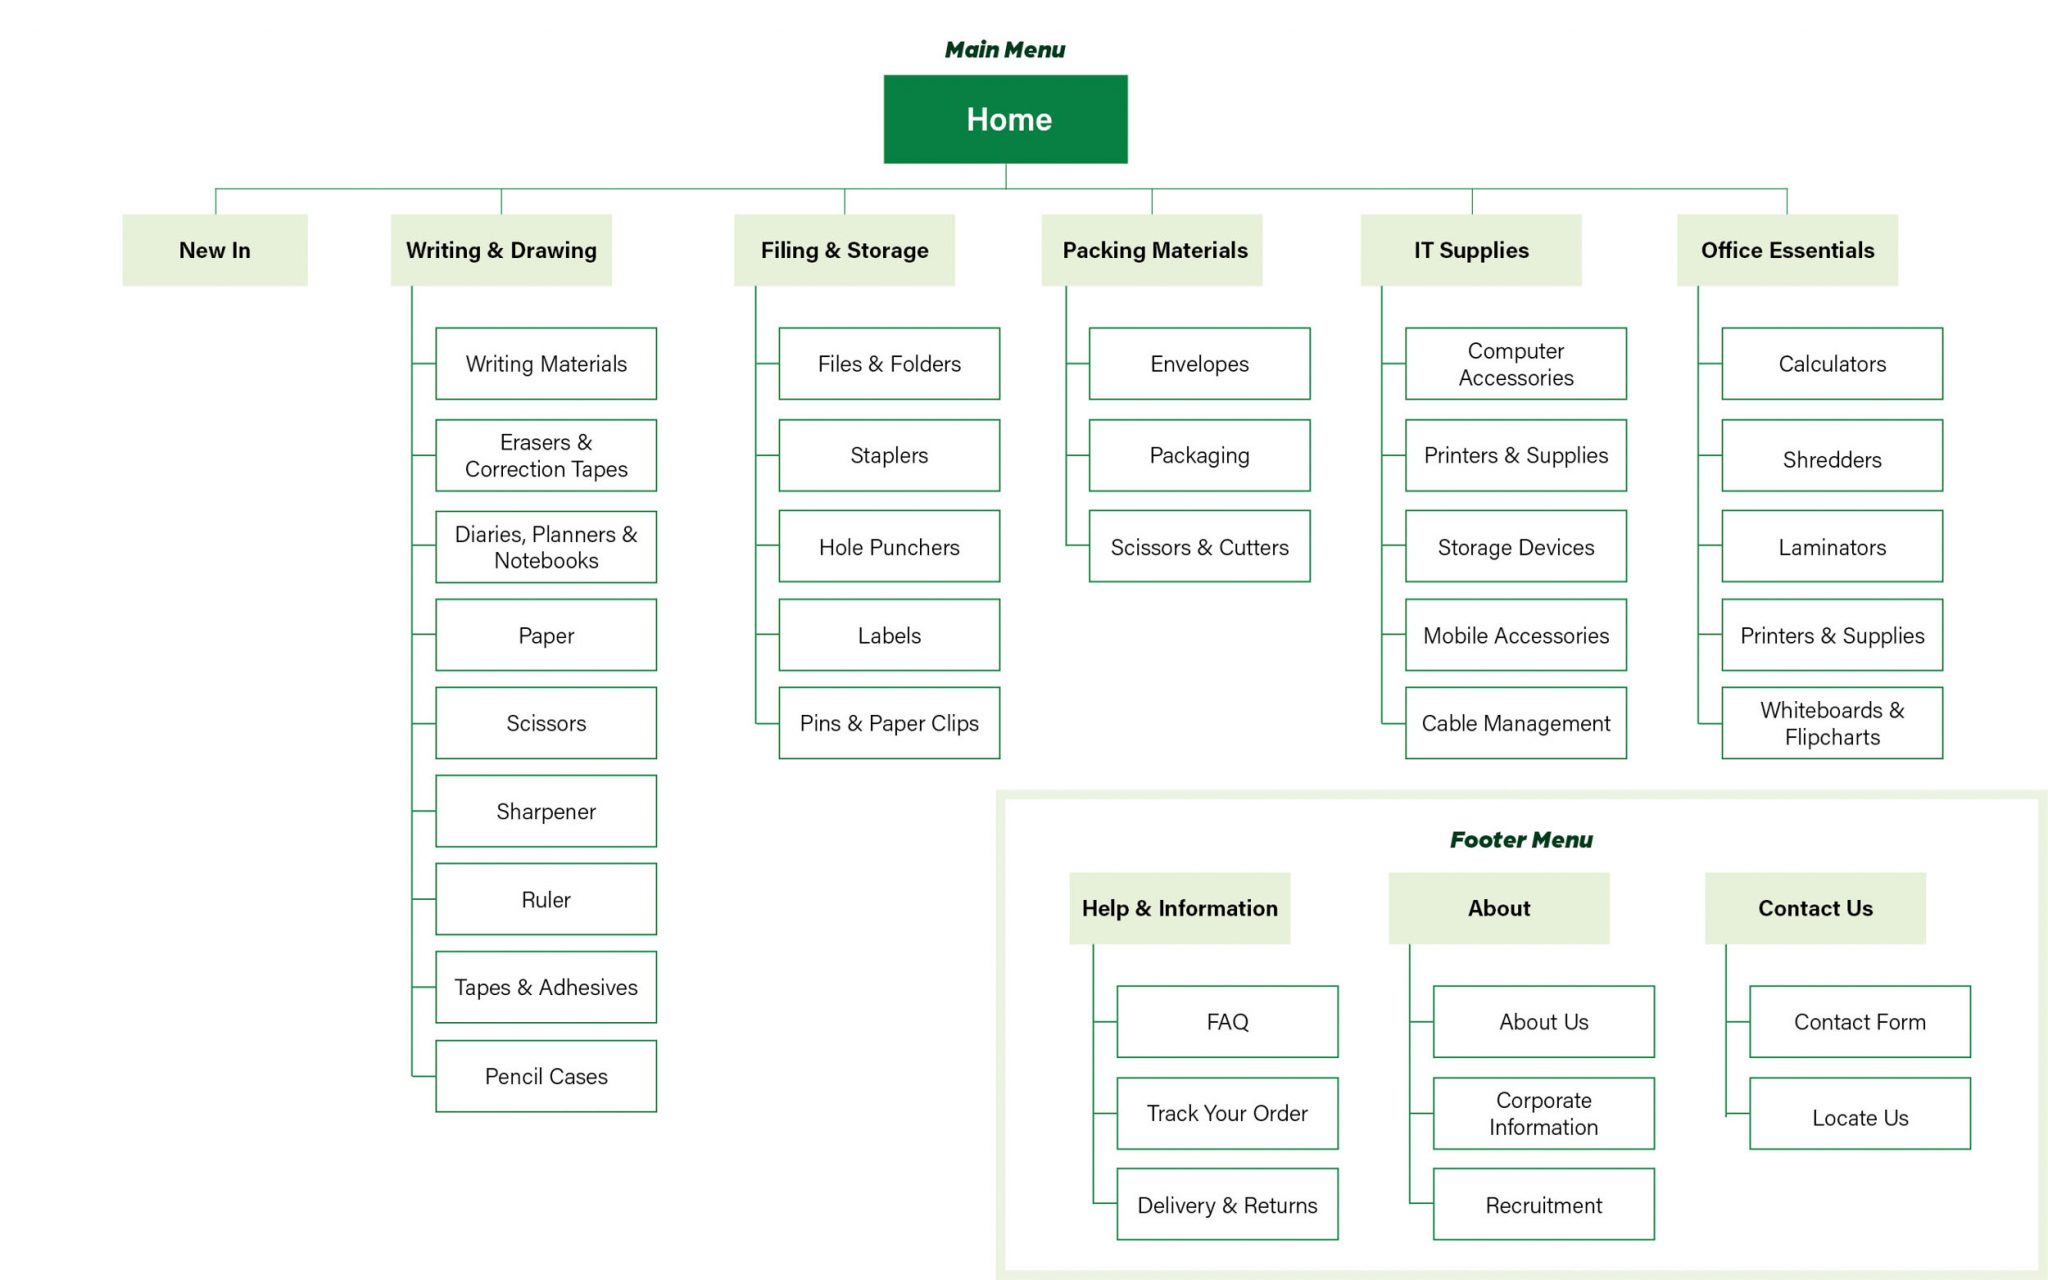 Main Menu
Home
New In
Writing & Drawing
Filing & Storage
Packing Materials
IT Supplies
Office Essentials
Writing Materials
Erasers &
Correction Tapes
Diaries, Planners &
Notebooks
Paper
Scissors
Sharpener
Ruler
Tapes & Adhesives
Pencil Cases
Files & Folders
Staplers
Hole Punchers
Labels
Pins & Paper Clips
Envelopes
Packaging
Scissors & Cutters
Computer
Accessories
Printers & Supplies
Storage Devices
Mobile Accessories
Cable Management
Calculators
Shredders
Laminators
Printers & Supplies
Whiteboards &
Flipcharts
Footer Menu
Help & Information
About
Contact Us
FAQ
Track Your Order
Delivery & Returns
About Us
Corporate
Information
Recruitment
Contact Form
Locate Us